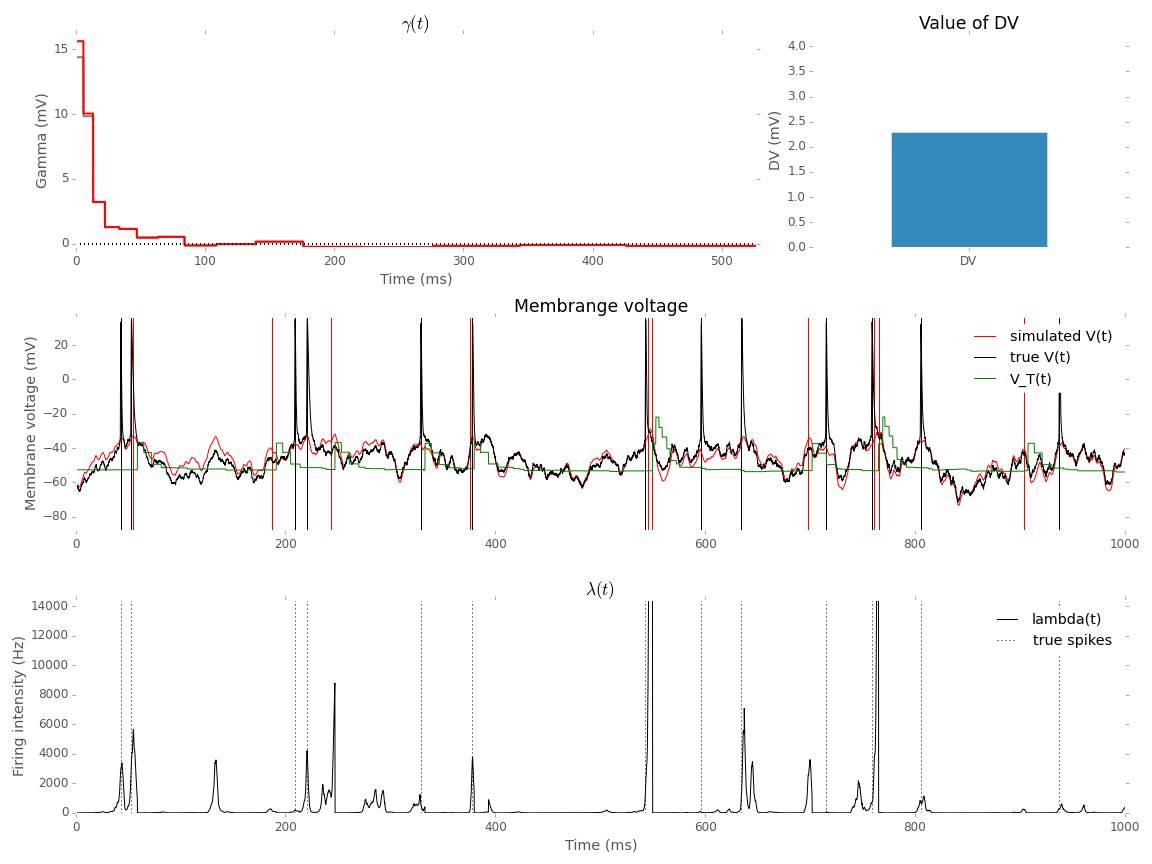 γ(t)
Value of DV
15
10
5
0
Gamma (mV)
0 100 200 300 400 500
Time (ms)
4.0
3.5
3.0
2.5
2.0
1.5
1.0
0.5
0.0
DV (mV)
DV
Membrange voltage
20
0
−20
−40
−60
−80
Membrane voltage (mV)
simulated V(t)
true V(t)
V_T(t)
0 200 400 600 800 1000
λ(t)
14000
12000
10000
8000
6000
4000
2000
0
Firing intensity (Hz)
lambda(t)
true spikes
0 200 400 600 800 1000
Time (ms)